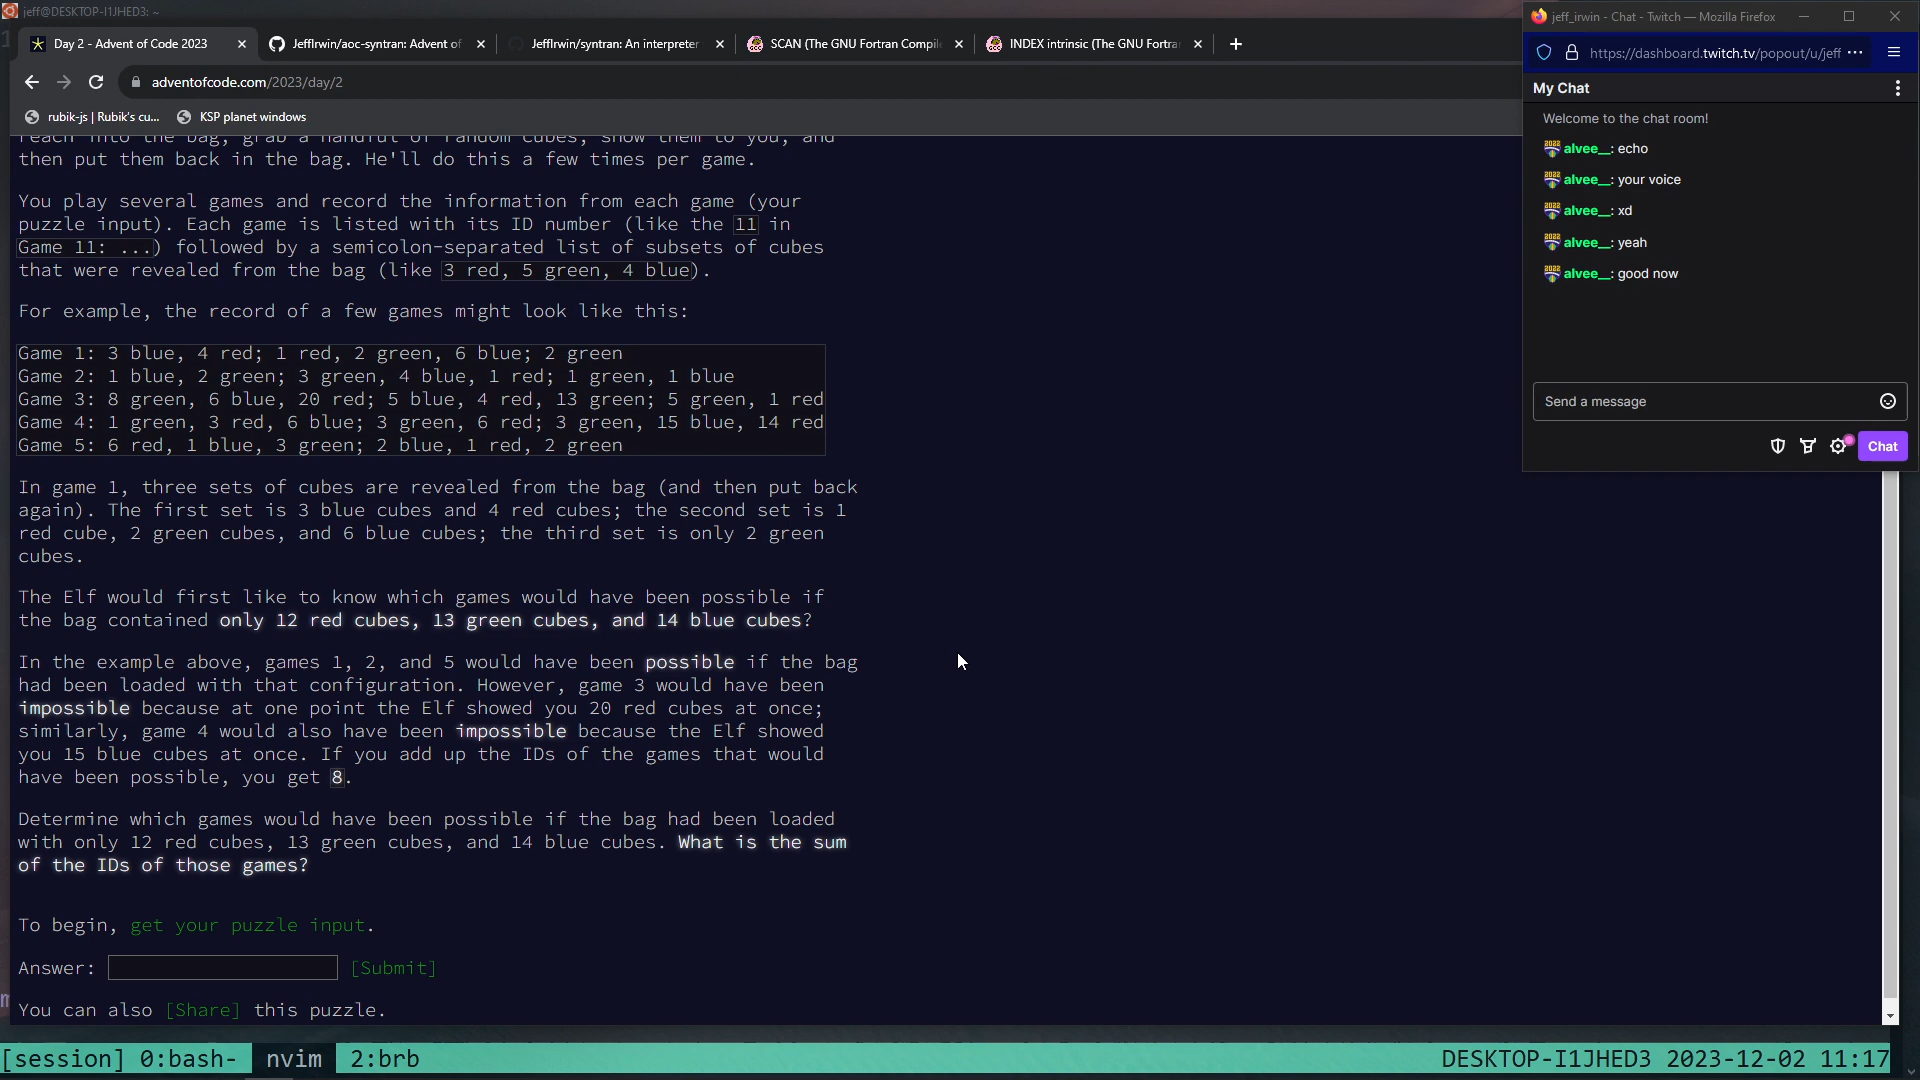 jeff@DESKTOP-I1JHED3: ~
Day 2 - Advent of Code 2023
JeffIrwin/aoc-syntran: Advent of
JeffIrwin/syntran: An interpreter
SCAN (The GNU Fortran Compile
INDEX intrinsic (The GNU Fortra
adventofcode.com/2023/day/2
rubik-js | Rubik's cu...
KSP planet windows
reach into the bag, grab a handful of random cubes, show them to you, and
then put them back in the bag. He'll do this a few times per game.
You play several games and record the information from each game (your
puzzle input). Each game is listed with its ID number (like the 11 in
Game 11: ...) followed by a semicolon-separated list of subsets of cubes
that were revealed from the bag (like 3 red, 5 green, 4 blue).
For example, the record of a few games might look like this:
Game 1: 3 blue, 4 red; 1 red, 2 green, 6 blue; 2 green
Game 2: 1 blue, 2 green; 3 green, 4 blue, 1 red; 1 green, 1 blue
Game 3: 8 green, 6 blue, 20 red; 5 blue, 4 red, 13 green; 5 green, 1 red
Game 4: 1 green, 3 red, 6 blue; 3 green, 6 red; 3 green, 15 blue, 14 red
Game 5: 6 red, 1 blue, 3 green; 2 blue, 1 red, 2 green
In game 1, three sets of cubes are revealed from the bag (and then put back
again). The first set is 3 blue cubes and 4 red cubes; the second set is 1
red cube, 2 green cubes, and 6 blue cubes; the third set is only 2 green
cubes.
The Elf would first like to know which games would have been possible if
the bag contained only 12 red cubes, 13 green cubes, and 14 blue cubes?
In the example above, games 1, 2, and 5 would have been possible if the bag
had been loaded with that configuration. However, game 3 would have been
impossible because at one point the Elf showed you 20 red cubes at once;
similarly, game 4 would also have been impossible because the Elf showed
you 15 blue cubes at once. If you add up the IDs of the games that would
have been possible, you get 8.
Determine which games would have been possible if the bag had been loaded
with only 12 red cubes, 13 green cubes, and 14 blue cubes. What is the sum
of the IDs of those games?
To begin, get your puzzle input.
Answer: [Submit]
You can also [Share] this puzzle.
[session] 0:bash- nvim 2:brb
DESKTOP-I1JHED3 2023-12-02 11:17
jeff_irwin - Chat - Twitch — Mozilla Firefox
https://dashboard.twitch.tv/popout/u/jeff
My Chat
Welcome to the chat room!
2022 alvee__: echo
2022 alvee__: your voice
2022 alvee__: xd
2022 alvee__: yeah
2022 alvee__: good now
Send a message
Chat